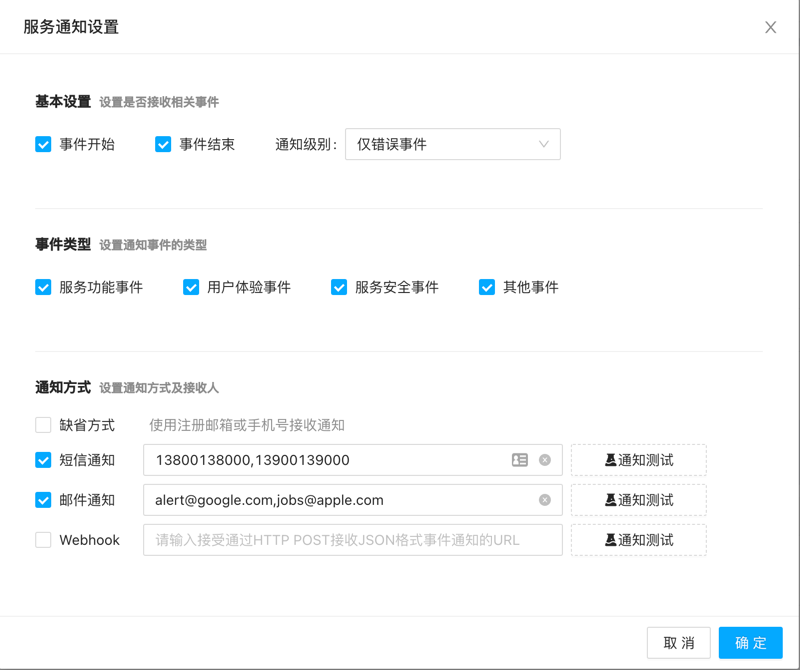 服务通知设置
基本设置 设置是否接收相关事件
事件开始 事件结束 通知级别: 仅错误事件
事件类型 设置通知事件的类型
服务功能事件 用户体验事件 服务安全事件 其他事件
通知方式 设置通知方式及接收人
缺省方式 使用注册邮箱或手机号接收通知
短信通知 13800138000,13900139000 通知测试
邮件通知 alert@google.com,jobs@apple.com 通知测试
Webhook 请输入接受通过HTTP POST接收JSON格式事件通知的URL 通知测试
取 消 确 定